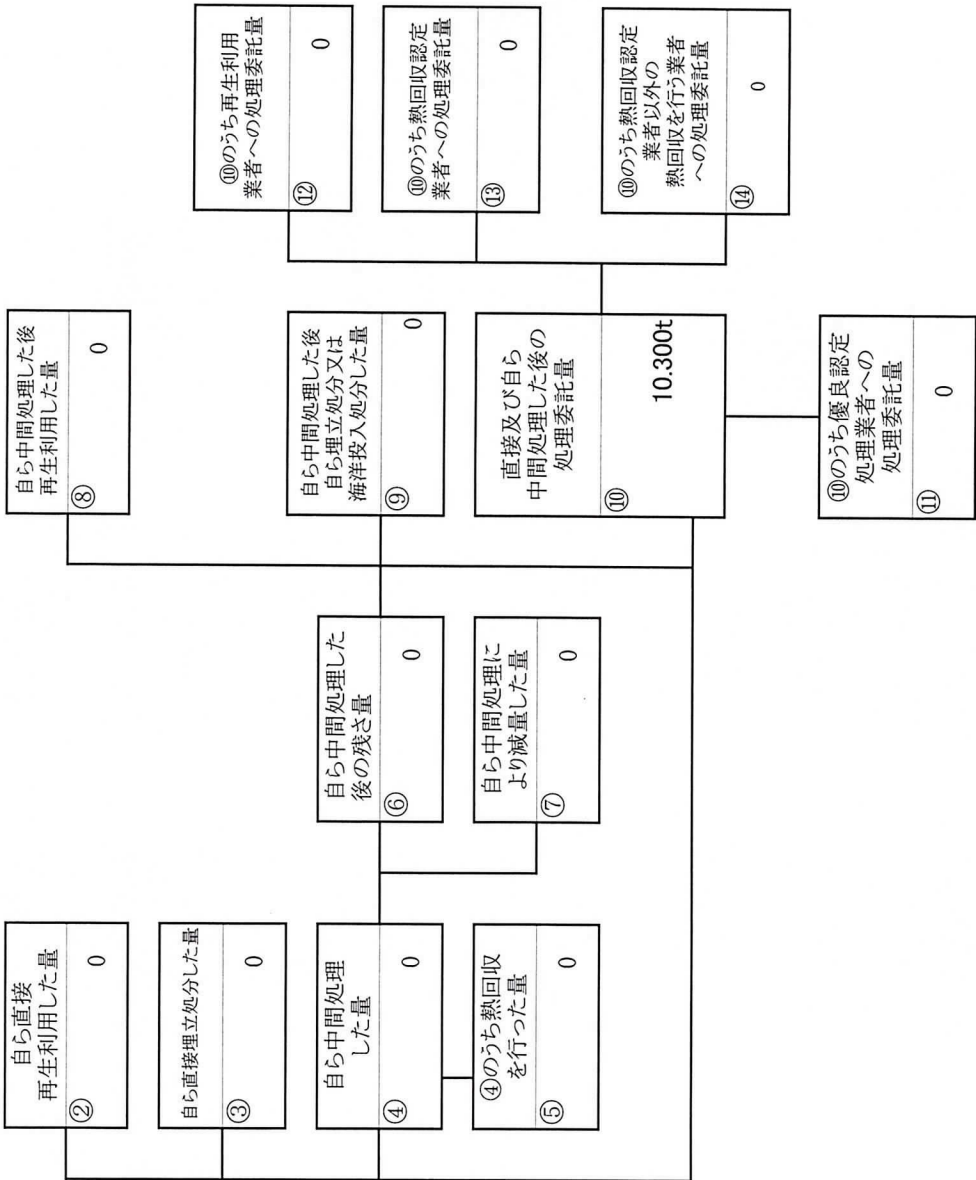 自ら直接
再生利用した量
②
0
自ら直接埋立処分した量
③
0
自ら中間処理
した量
④
0
④のうち熱回収
を行った量
⑤
0
自ら中間処理した
後の残さ量
⑥
0
自ら中間処理に
より減量した量
⑦
0
自ら中間処理した後
再生利用した量
⑧
0
自ら中間処理した後
自ら埋立処分又は
海洋投入処分した量
⑨
0
直接及び自ら
中間処理した後の
処理委託量
⑩
10.300t
⑩のうち優良認定
処理業者への
処理委託量
⑪
0
⑩のうち再生利用
業者への処理委託量
⑫
0
⑩のうち熱回収認定
業者への処理委託量
⑬
0
⑩のうち熱回収認定
業者以外の
熱回収を行う業者
への処理委託量
⑭
0